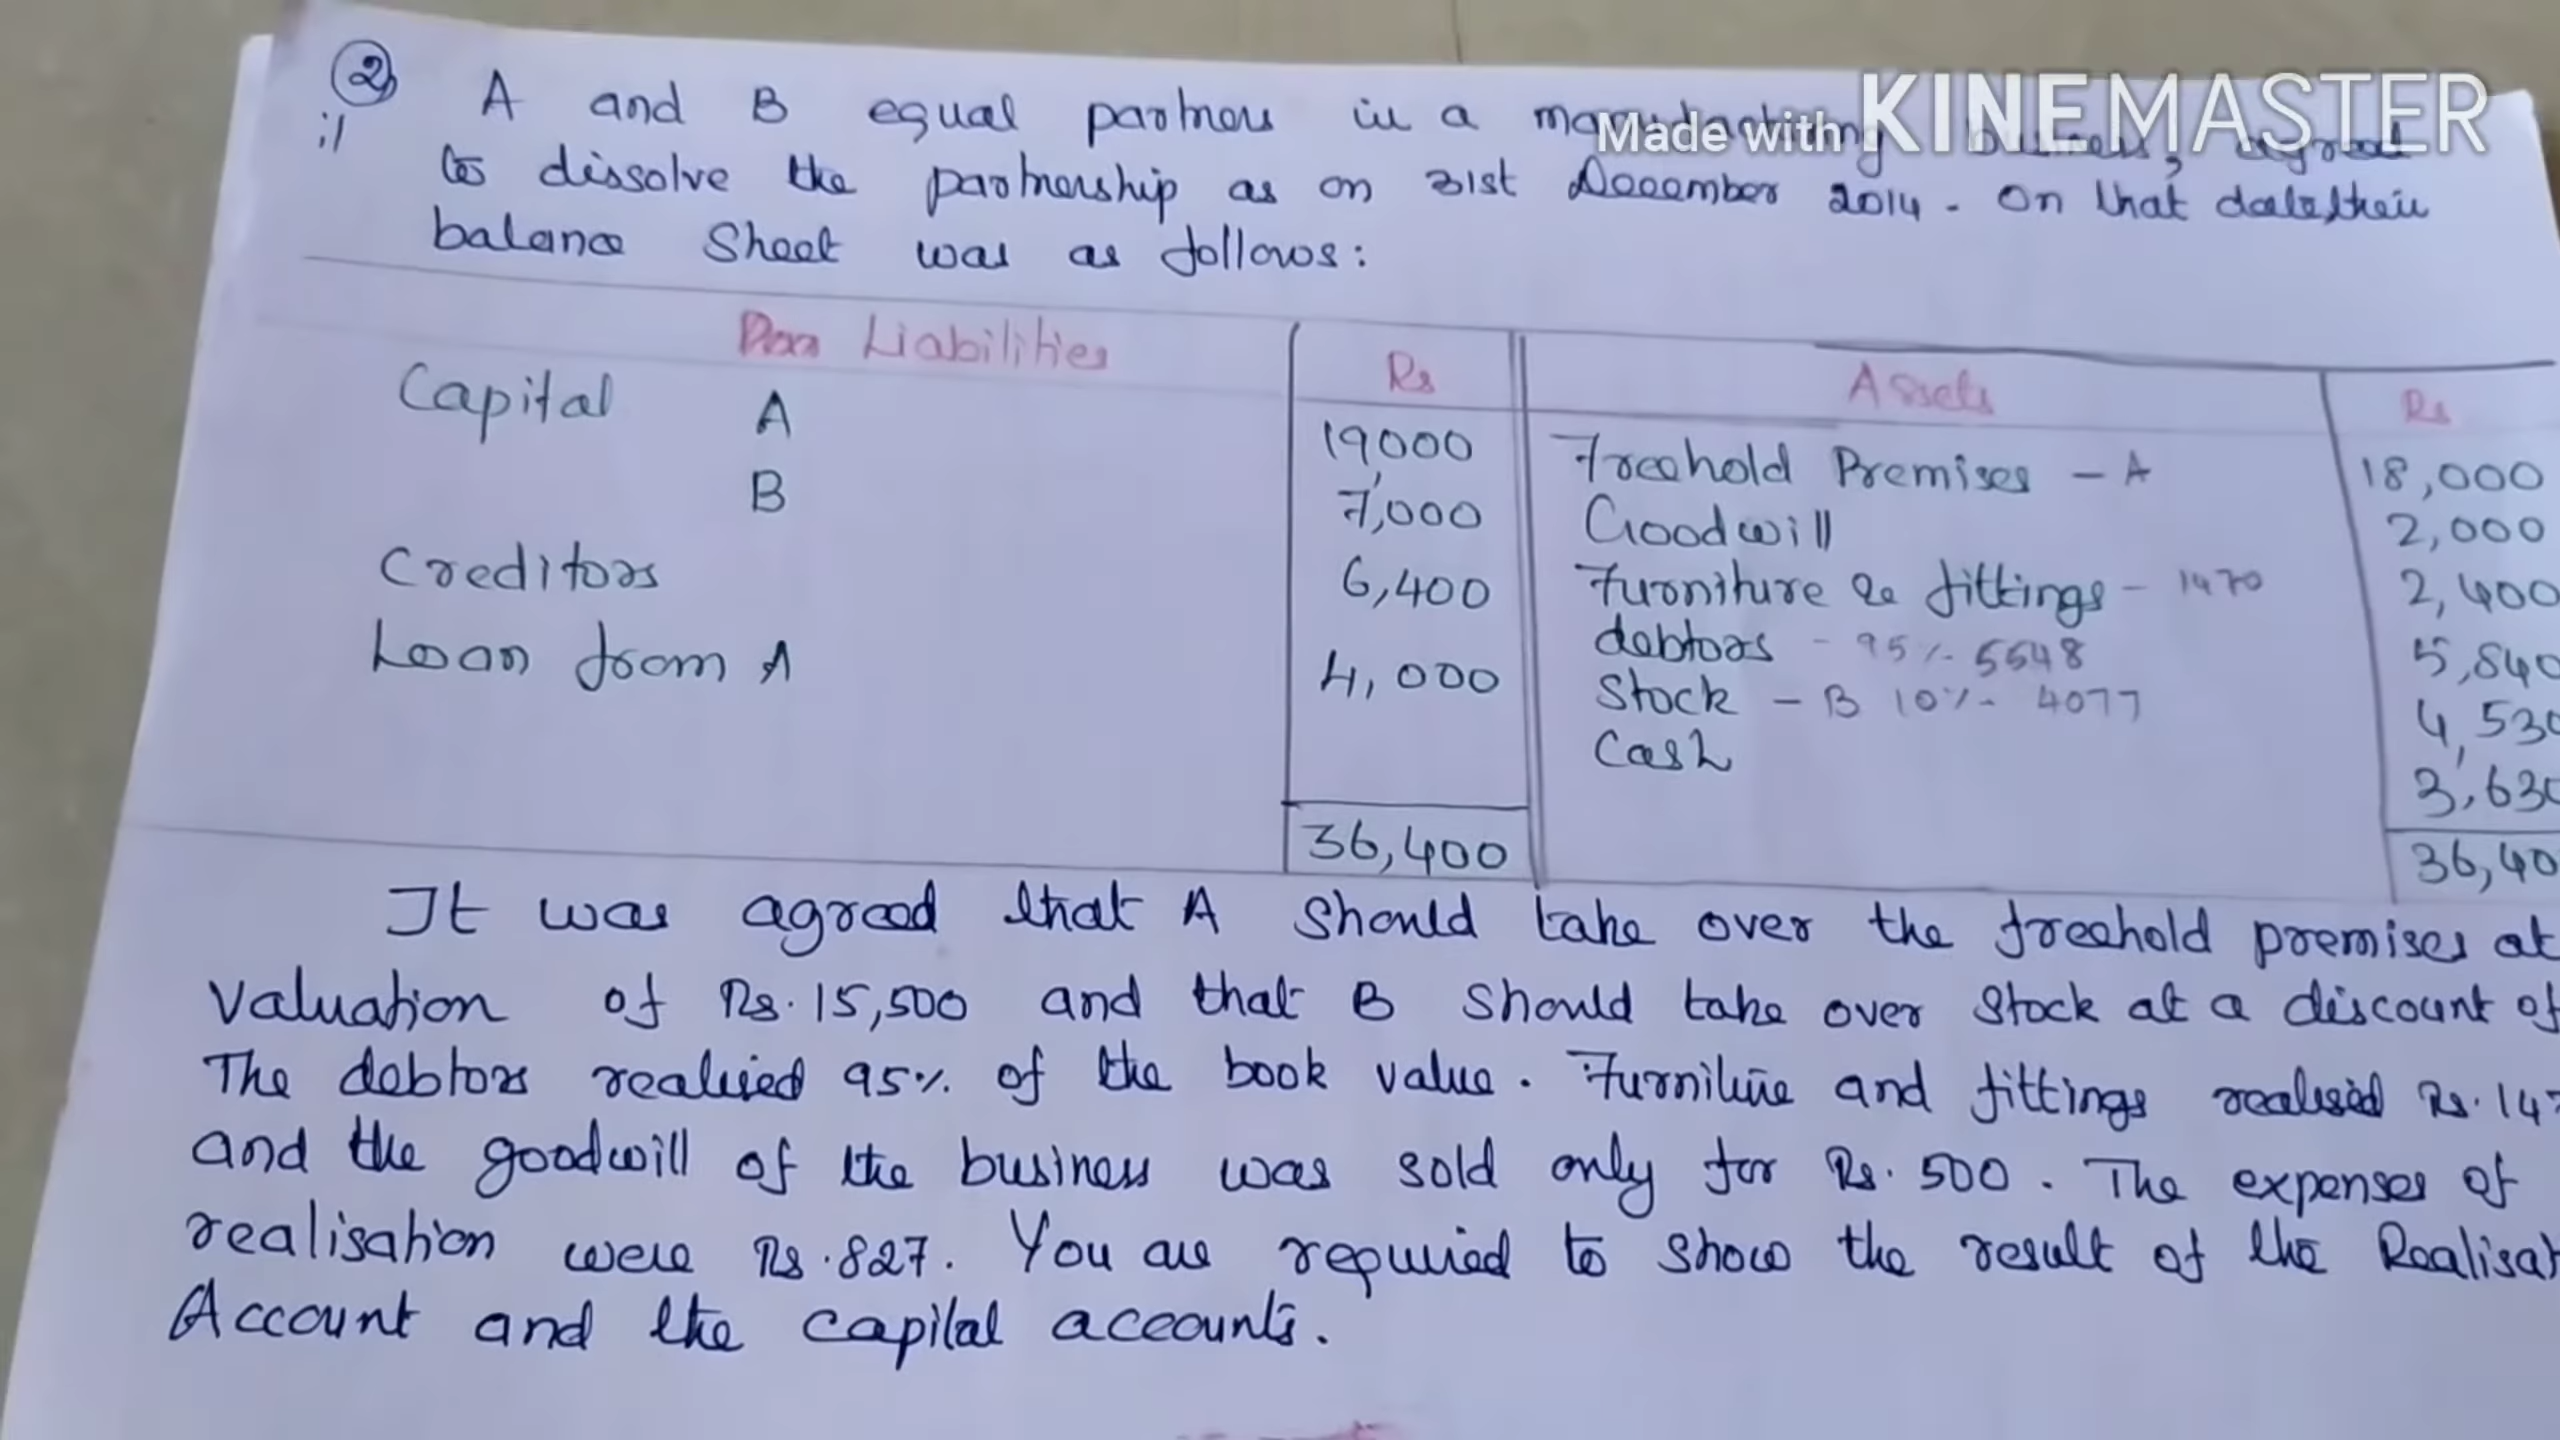 2)
il
A and B equal partners in a manufacturing business, agreed
to dissolve the partnership as on 31st December 2014 - On that date, their
balance Sheet was as follows:
Made with KINEMASTER
Liabilities Rs Assets Rs
Capital A 19,000 Freehold Premises - A 18,000
B 7,000 Goodwill 2,000
Creditors 6,400 Furniture & fittings - 1470 2,400
Loan from A 4,000 debtors - 95% 5548 5,840
Stock - B 10% - 4077 4,530
Cash 3,630
36,400 36,40
It was agreed that A should take over the freehold premises at
valuation of Rs. 15,500 and that B should take over stock at a discount of
The debtors realised 95% of the book value. Furniture and fittings realised Rs. 147
and the goodwill of the business was sold only for Rs. 500. The expenses of
realisation were Rs. 827. You are required to show the result of the Realisat
Account and the capital accounts.